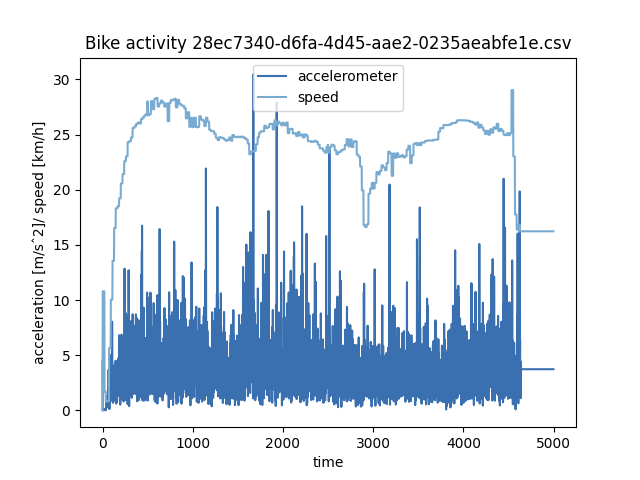 Bike activity 28ec7340-d6fa-4d45-aae2-0235aeabfe1e.csv
accelerometer
speed
acceleration [m/s^2]/ speed [km/h]
30
25
20
15
10
5
0
0 1000 2000 3000 4000 5000
time